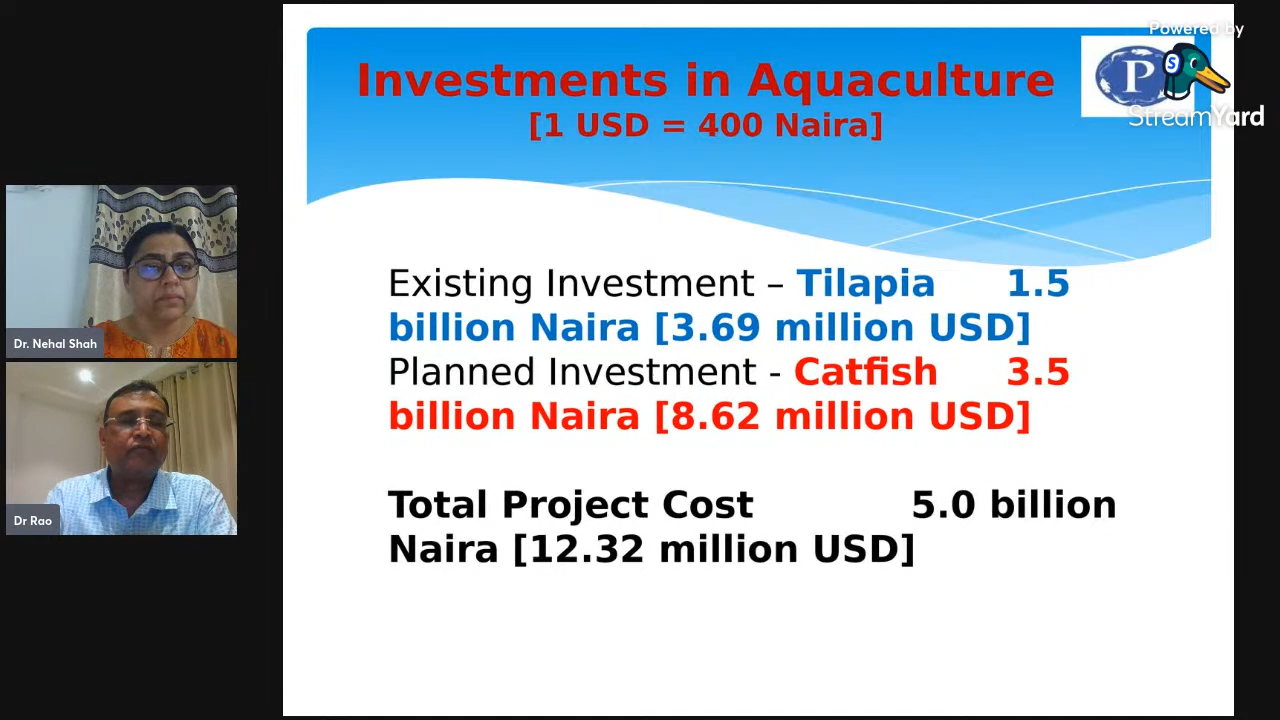 Powered by
StreamYard
P
S
Investments in Aquaculture
[1 USD = 400 Naira]
Existing Investment – Tilapia 1.5
billion Naira [3.69 million USD]
Planned Investment - Catfish 3.5
billion Naira [8.62 million USD]
Total Project Cost 5.0 billion
Naira [12.32 million USD]
Dr. Nehal Shah
Dr Rao